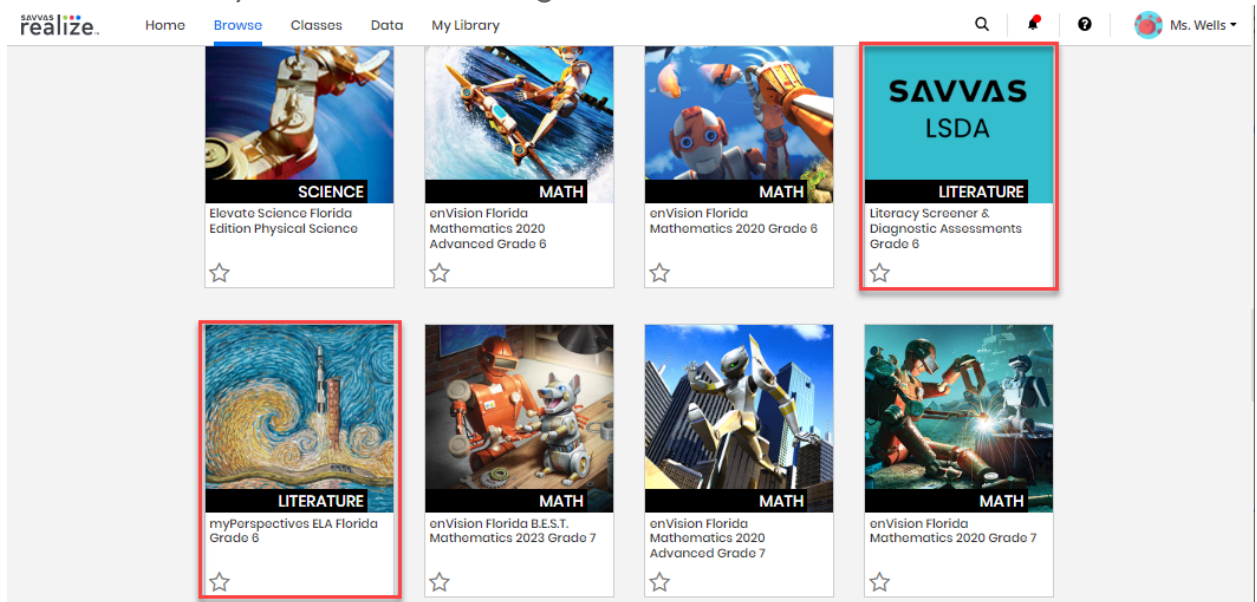 savvas
realize.
Home Browse Classes Data My Library
Ms. Wells
SCIENCE
Elevate Science Florida
Edition Physical Science
MATH
enVision Florida
Mathematics 2020
Advanced Grade 6
MATH
enVision Florida
Mathematics 2020 Grade 6
SAVVAS
LSDA
LITERATURE
Literacy Screener &
Diagnostic Assessments
Grade 6
LITERATURE
myPerspectives ELA Florida
Grade 6
MATH
enVision Florida B.E.S.T.
Mathematics 2023 Grade 7
MATH
enVision Florida
Mathematics 2020
Advanced Grade 7
MATH
enVision Florida
Mathematics 2020 Grade 7